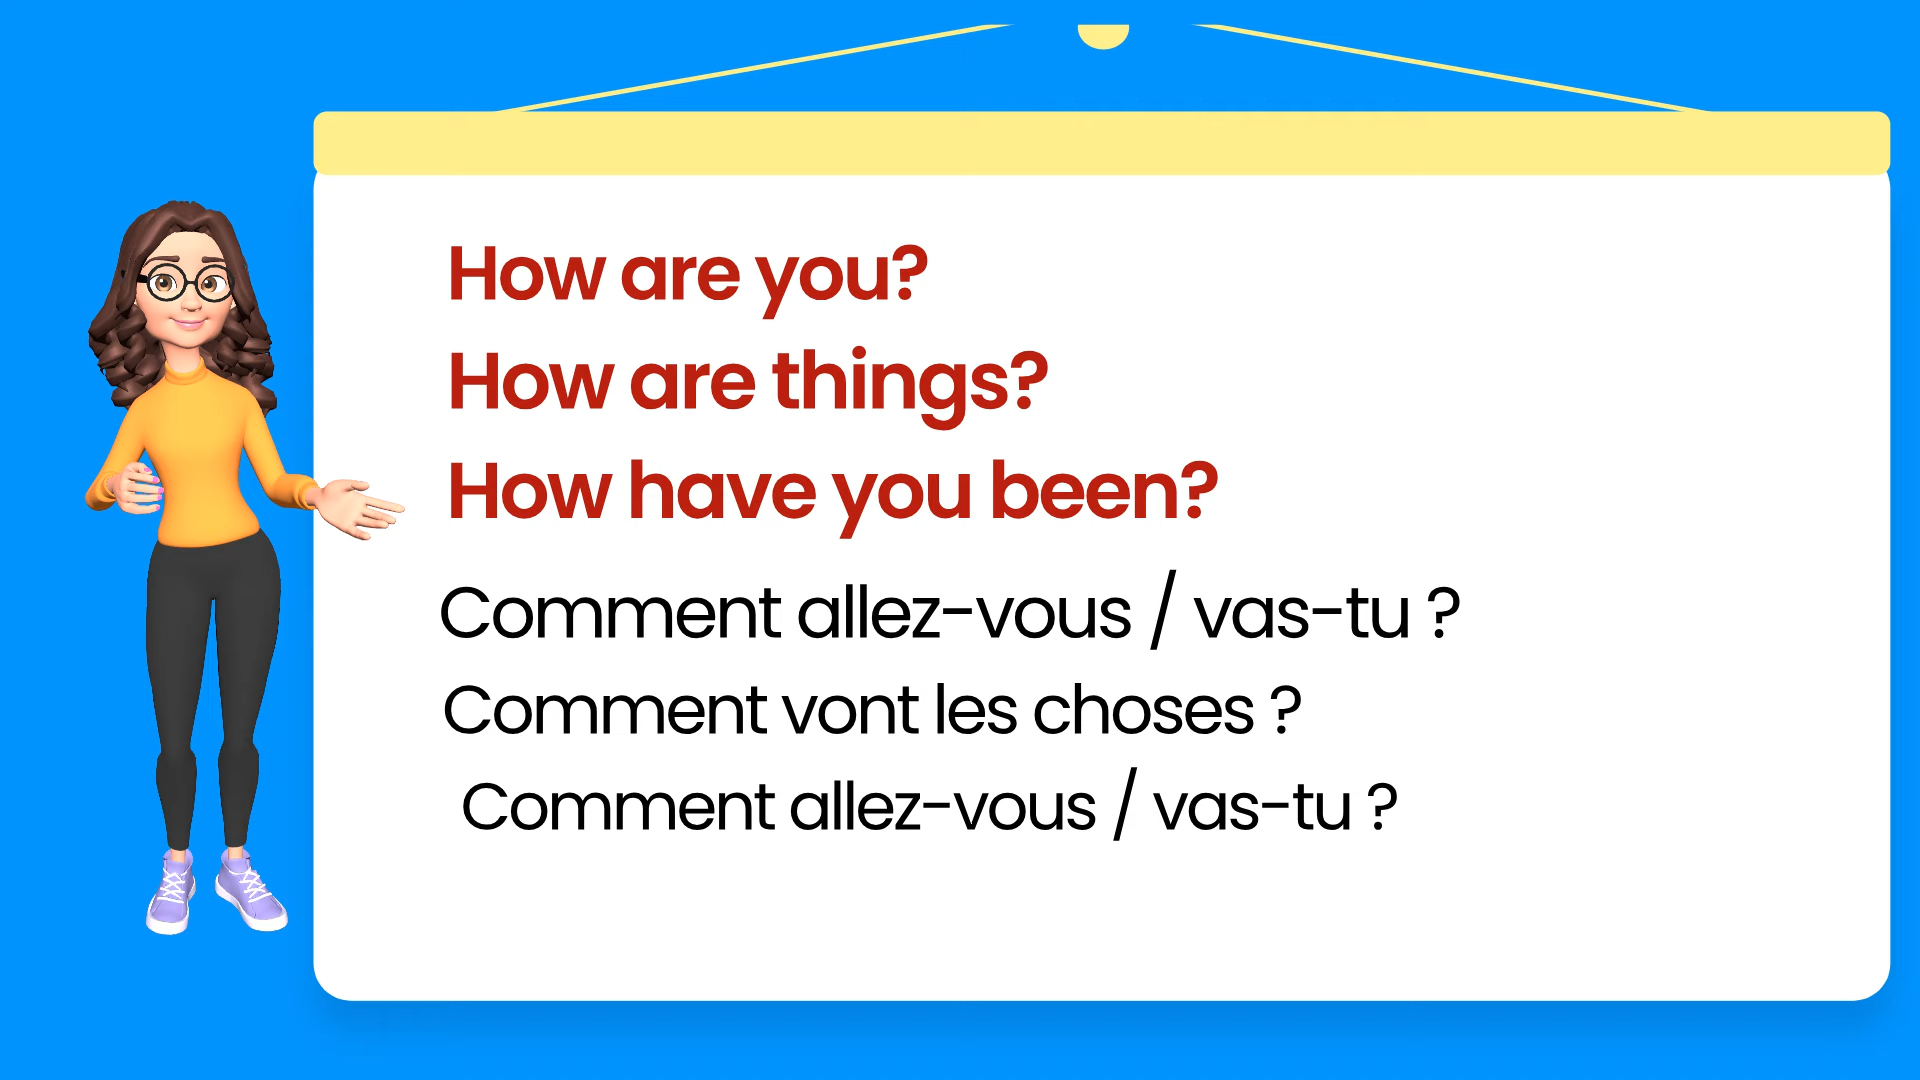 How are you?
How are things?
How have you been?
Comment allez-vous / vas-tu ?
Comment vont les choses ?
Comment allez-vous / vas-tu ?